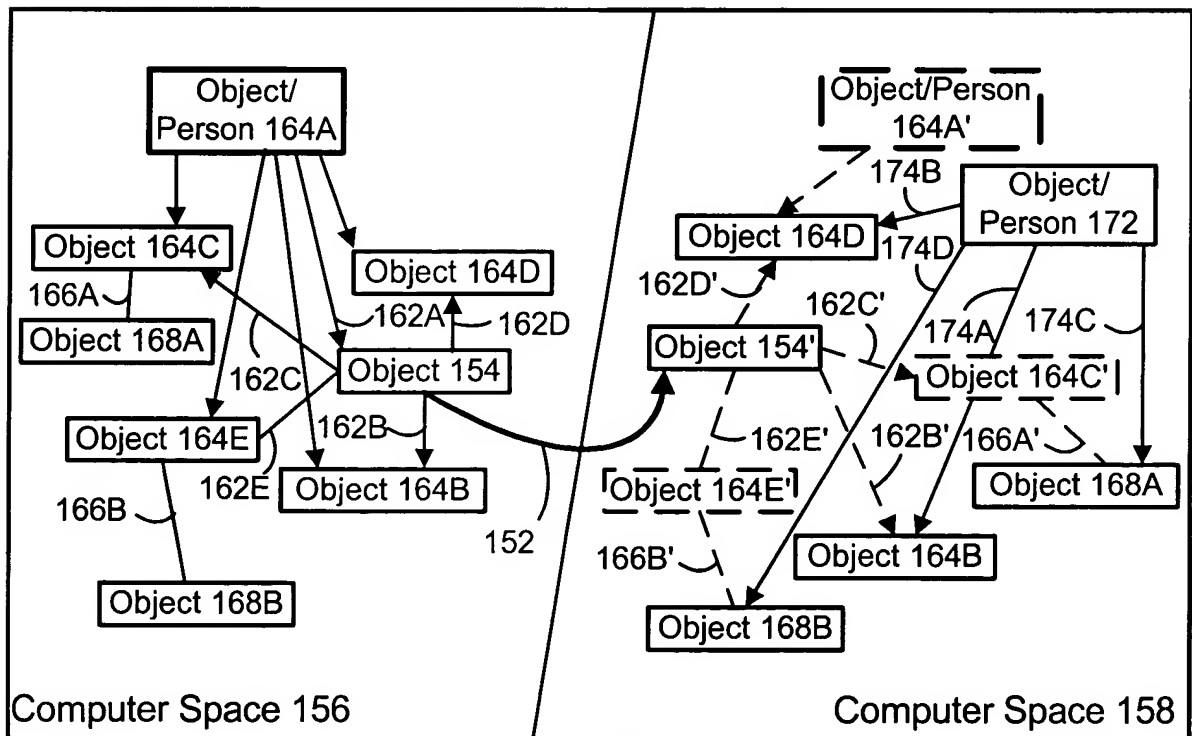 Object/
Person 164A
Object 164C
166A
Object 168A
Object 164D
162A
162D
162C
Object 154
Object 164E
162B
162E
Object 164B
166B
152
Object 168B
Computer Space 156
Object/Person
164A'
174B
Object/
Person 172
Object 164D
174D
162D'
162C'
174A
174C
Object 154'
Object 164C'
162E'
162B'
166A'
Object 164E'
Object 168A
166B'
Object 164B
Object 168B
Computer Space 158